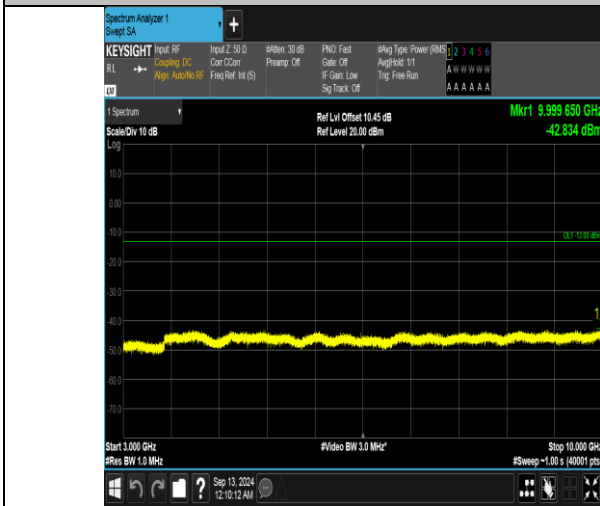 Spectrum Analyzer 1
Swept SA
+
KEYSIGHT Input: RF Input Z: 50 Ω #Atten: 30 dB PNO: Fast #Avg Type: Power (RMS 1 2 3 4 5 6
RL Coupling: DC Corr CCorr Preamp: Off Gate: Off Avg|Hold: 1/1 A W W W W W
Align: Auto/No RF Freq Ref: Int (S) IF Gain: Low Trig: Free Run
Sig Track: Off A A A A A A
1 Spectrum
Ref Lvl Offset 10.45 dB Mkr1 9.999 650 GHz
Scale/Div 10 dB Ref Level 20.00 dBm -42.834 dBm
Log
10.0
0.00
-10.0
DL1 -13.00 dBm
-20.0
-30.0
1
-40.0
-50.0
-60.0
-70.0
Start 3.000 GHz #Video BW 3.0 MHz* Stop 10.000 GHz
#Res BW 1.0 MHz #Sweep ~1.00 s (40001 pts
? Sep 13, 2024
12:10:12 AM